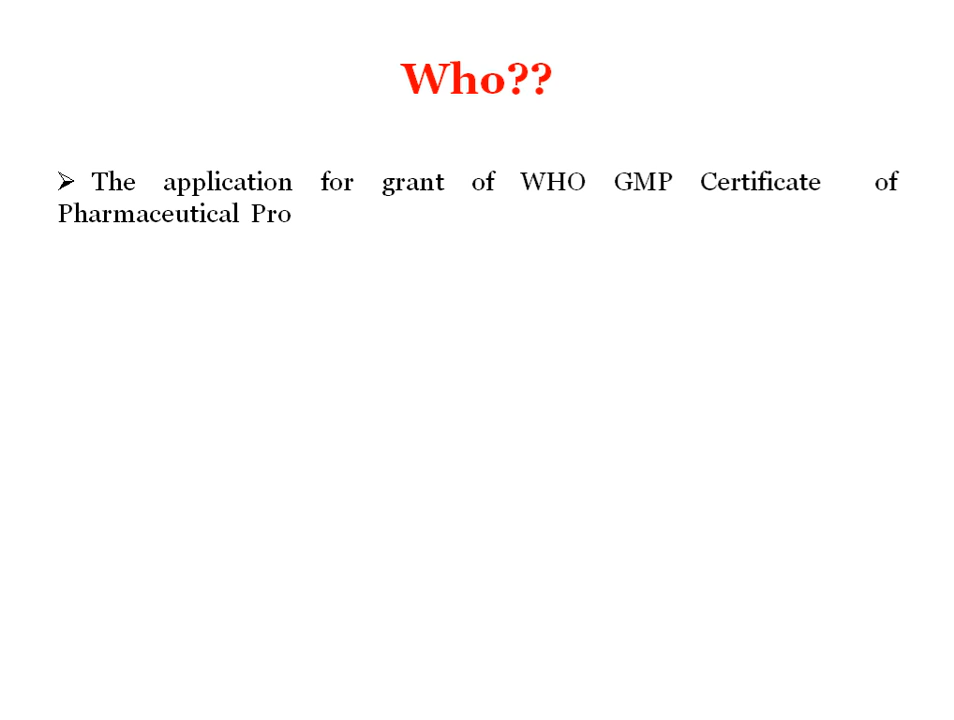 Who??
➢ The application for grant of WHO GMP Certificate of
Pharmaceutical Pro